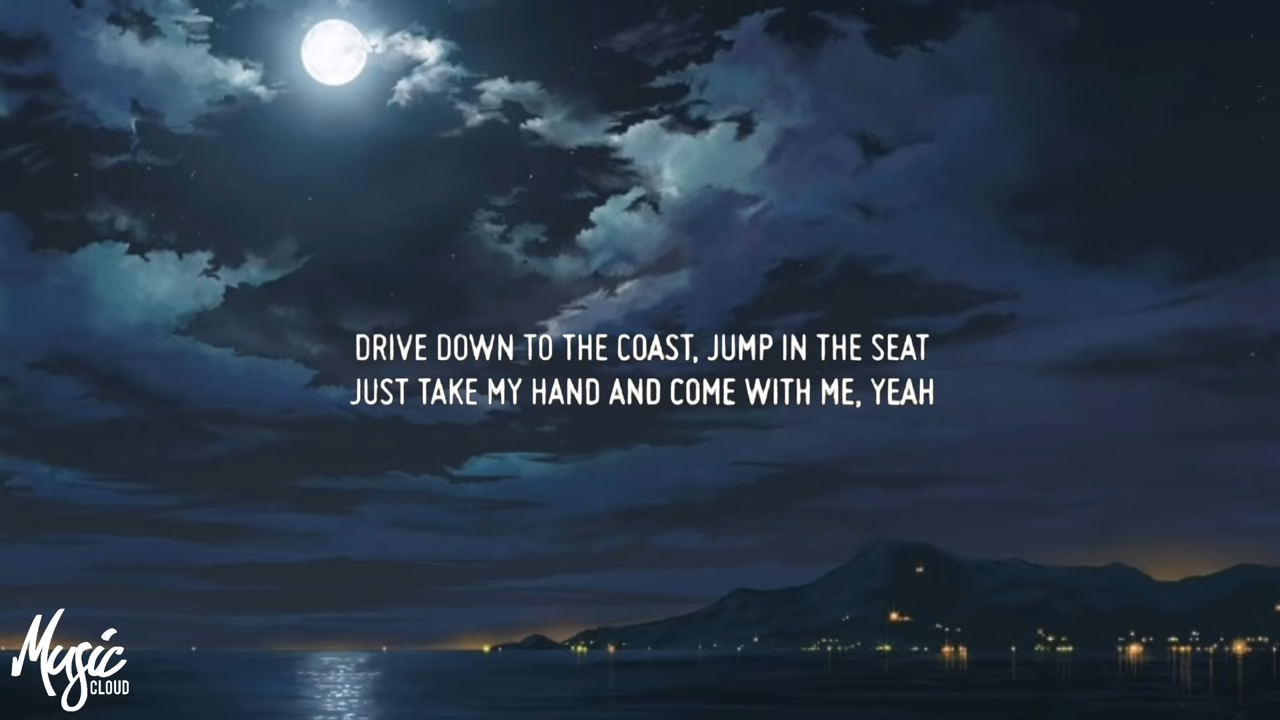 DRIVE DOWN TO THE COAST, JUMP IN THE SEAT
JUST TAKE MY HAND AND COME WITH ME, YEAH
Music
CLOUD